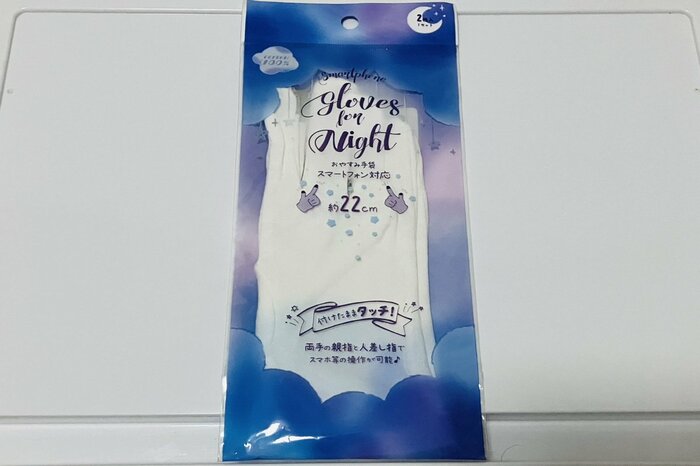 2
100%
Smartphone
Gloves
for
Night
おやすみ手袋
スマートフォン対応
約22cm
付けたままタッチ!
両手の親指と人差し指で
スマホ等の操作が可能♪